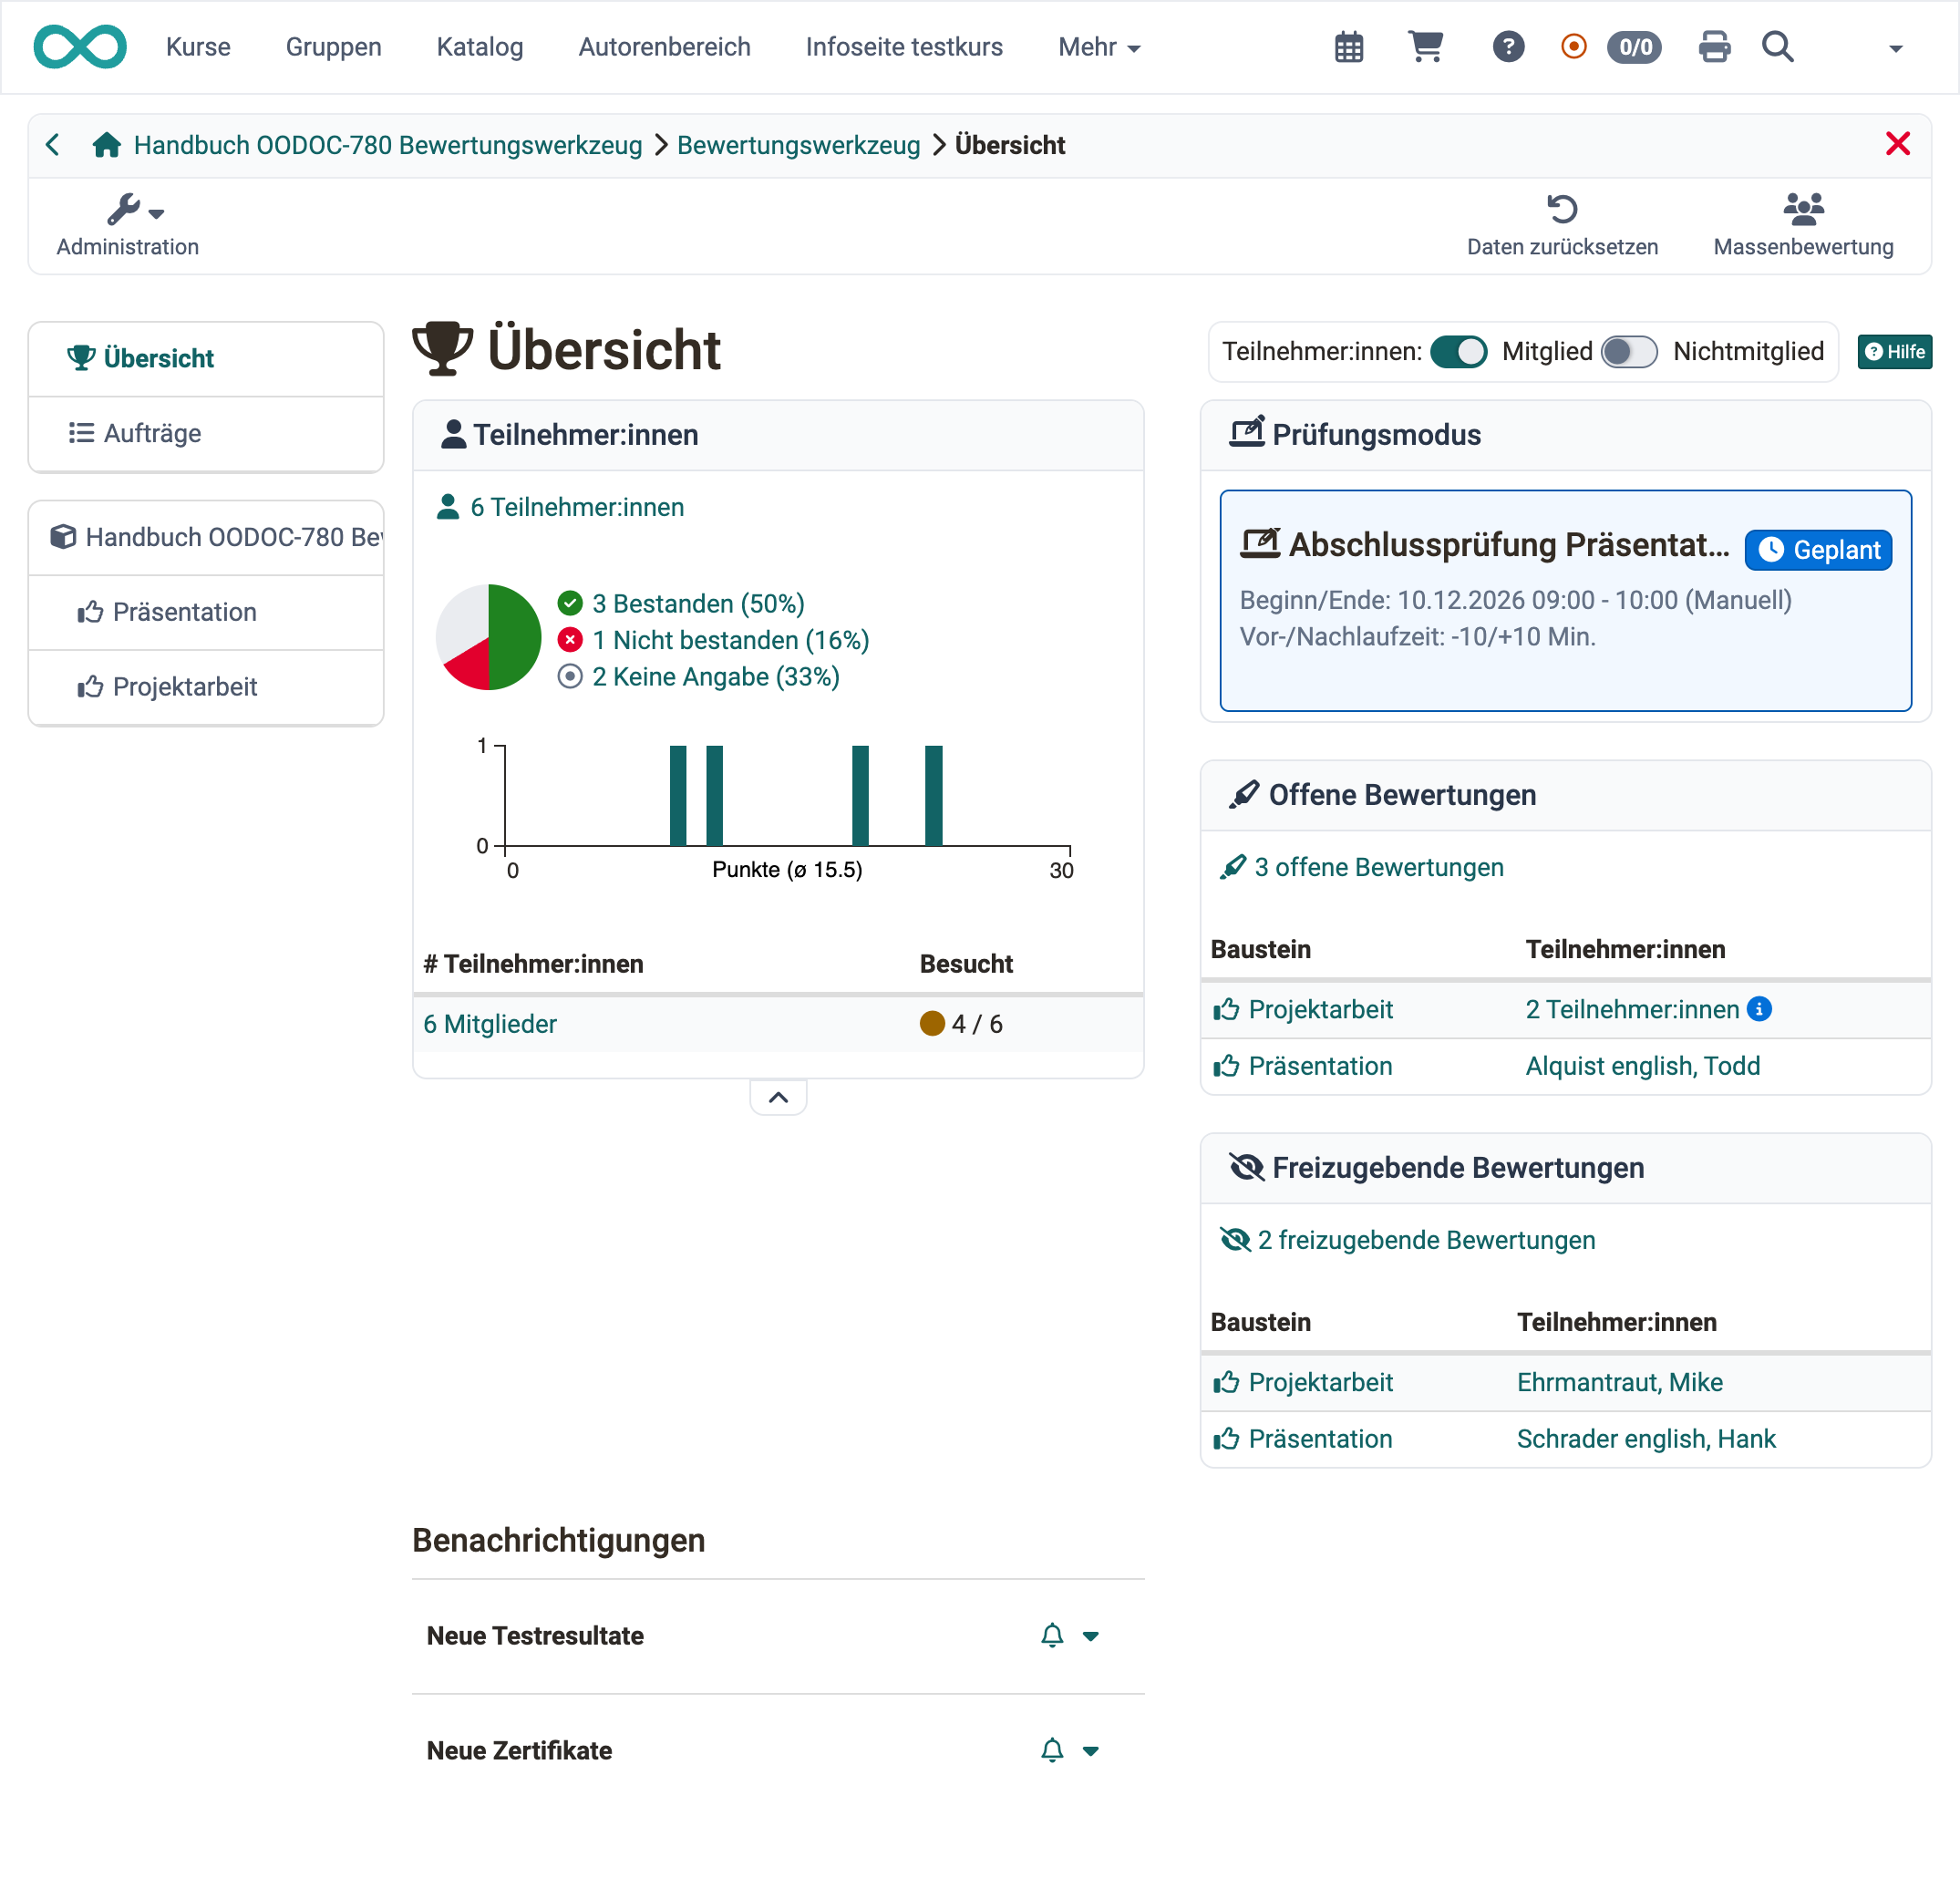 Kurse Gruppen Katalog Autorenbereich Infoseite testkurs Mehr 0/0
Handbuch OODOC-780 Bewertungswerkzeug Bewertungswerkzeug Übersicht
Administration Daten zurücksetzen Massenbewertung
Übersicht
Aufträge
Handbuch OODOC-780 Be
Präsentation
Projektarbeit
Übersicht
Teilnehmer:innen: Mitglied Nichtmitglied Hilfe
Teilnehmer:innen
6 Teilnehmer:innen
3 Bestanden (50%)
1 Nicht bestanden (16%)
2 Keine Angabe (33%)
1
0
0 Punkte (ø 15.5) 30
# Teilnehmer:innen Besucht
6 Mitglieder 4 / 6
Prüfungsmodus
Abschlussprüfung Präsentat... Geplant
Beginn/Ende: 10.12.2026 09:00 - 10:00 (Manuell)
Vor-/Nachlaufzeit: -10/+10 Min.
Offene Bewertungen
3 offene Bewertungen
Baustein Teilnehmer:innen
Projektarbeit 2 Teilnehmer:innen
Präsentation Alquist english, Todd
Freizugebende Bewertungen
2 freizugebende Bewertungen
Baustein Teilnehmer:innen
Projektarbeit Ehrmantraut, Mike
Präsentation Schrader english, Hank
Benachrichtigungen
Neue Testresultate
Neue Zertifikate